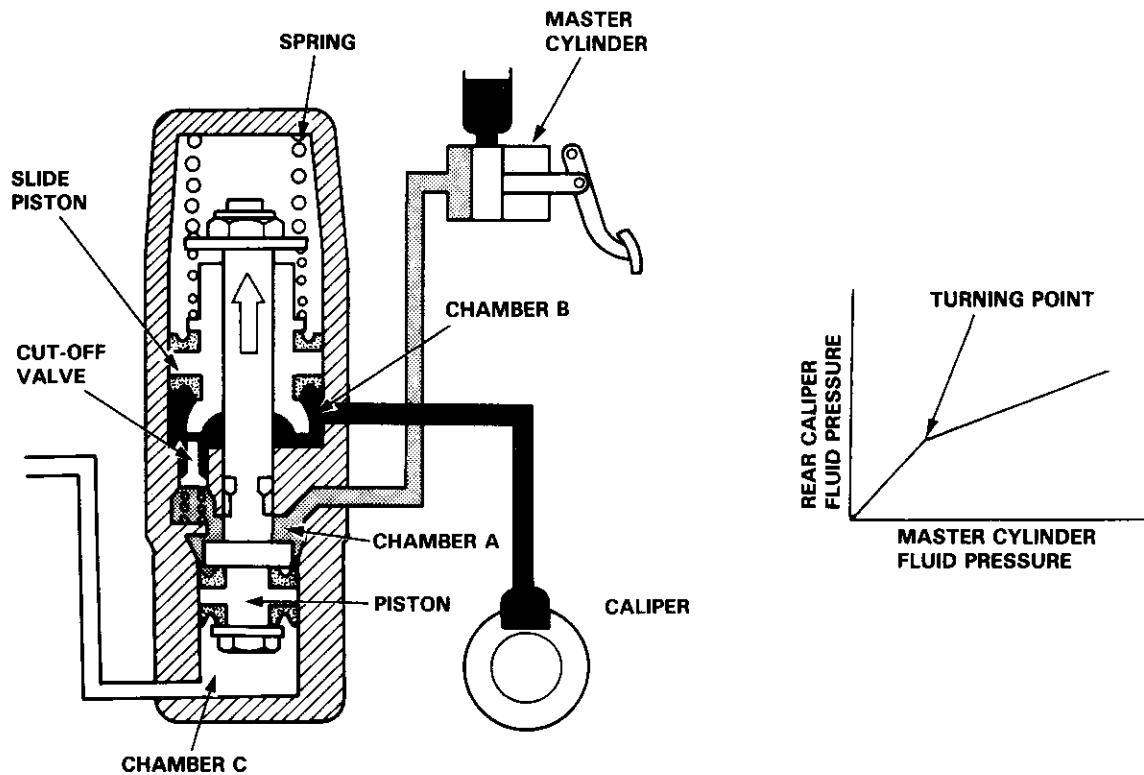 SPRING
MASTER
CYLINDER
SLIDE
PISTON
CHAMBER B
CUT-OFF
VALVE
TURNING POINT
REAR CALIPER
FLUID PRESSURE
MASTER CYLINDER
FLUID PRESSURE
CHAMBER A
PISTON
CALIPER
CHAMBER C